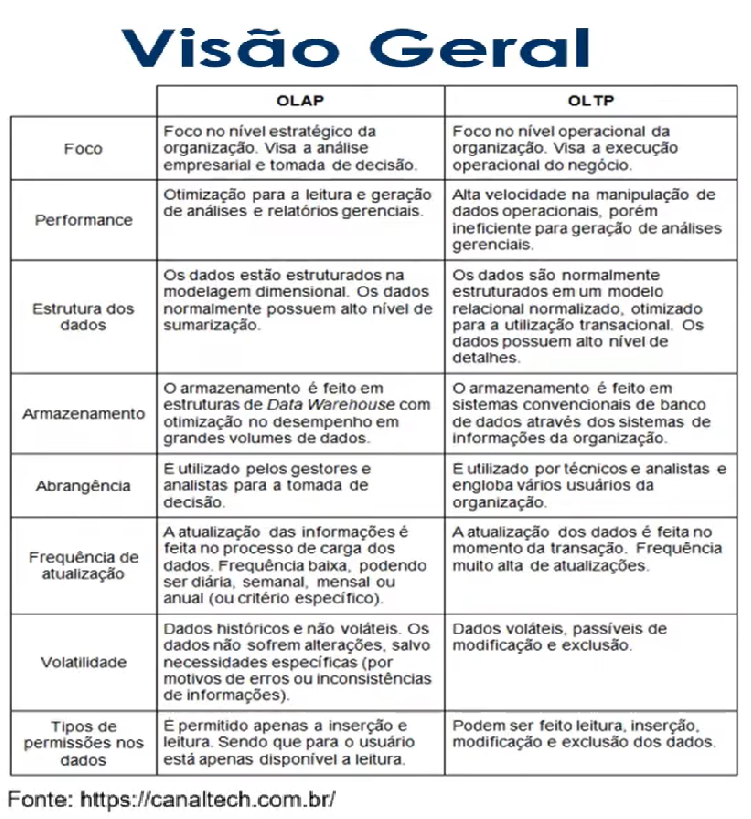 Visão Geral
OLAP
OLTP
Foco
Foco no nível estratégico da
organização. Visa a análise
empresarial e tomada de decisão.
Foco no nível operacional da
organização. Visa a execução
operacional do negócio.
Performance
Otimização para a leitura e geração
de análises e relatórios gerenciais.
Alta velocidade na manipulação de
dados operacionais, porém
ineficiente para geração de análises
gerenciais.
Estrutura dos
dados
Os dados estão estruturados na
modelagem dimensional. Os dados
normalmente possuem alto nível de
sumarização.
Os dados são normalmente
estruturados em um modelo
relacional normalizado, otimizado
para a utilização transacional. Os
dados possuem alto nível de
detalhes.
Armazenamento
O armazenamento é feito em
estruturas de Data Warehouse com
otimização no desempenho em
grandes volumes de dados.
O armazenamento é feito em
sistemas convencionais de banco
de dados através dos sistemas de
informações da organização.
Abrangência
É utilizado pelos gestores e
analistas para a tomada de
decisão.
É utilizado por técnicos e analistas e
engloba vários usuários da
organização.
Frequência de
atualização
A atualização das informações é
feita no processo de carga dos
dados. Frequência baixa, podendo
ser diária, semanal, mensal ou
anual (ou critério específico).
A atualização dos dados é feita no
momento da transação. Frequência
muito alta de atualizações.
Volatilidade
Dados históricos e não voláteis. Os
dados não sofrem alterações, salvo
necessidades específicas (por
motivos de erros ou inconsistências
de informações).
Dados voláteis, passíveis de
modificação e exclusão.
Tipos de
permissões nos
dados
É permitido apenas a inserção e
leitura. Sendo que para o usuário
está apenas disponível a leitura.
Podem ser feito leitura, inserção,
modificação e exclusão dos dados.
Fonte: https://canaltech.com.br/